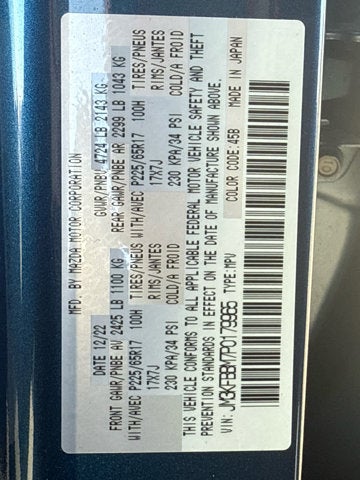 MFD. BY MAZDA MOTOR CORPORATION
DATE 12/22 GVWR/PNBV 4724 LB 2143 KG
FRONT GAWR/PNBE AV 2425 LB 1100 KG REAR GAWR/PNBE AR 2299 LB 1043 KG
WITH/AVEC P225/65R17 100H TIRES/PNEUS WITH/AVEC P225/65R17 100H TIRES/PNEUS
17X7J RIMS/JANTES 17X7J RIMS/JANTES
230 KPA/34 PSI COLD/A FROID 230 KPA/34 PSI COLD/A FROID
THIS VEHICLE CONFORMS TO ALL APPLICABLE FEDERAL MOTOR VEHICLE SAFETY AND THEFT
PREVENTION STANDARDS IN EFFECT ON THE DATE OF MANUFACTURE SHOWN ABOVE.
VIN: JM3KFBBM7P0179865 TYPE: MPV COLOR CODE: 45B MADE IN JAPAN